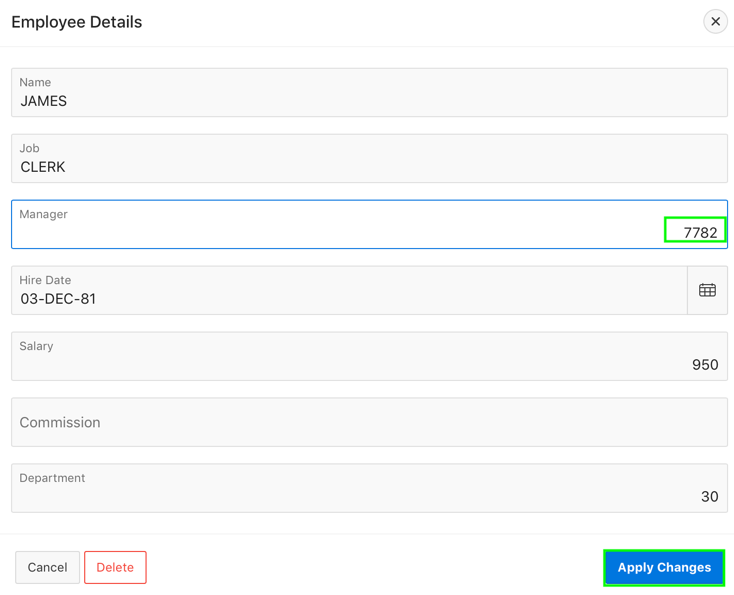 Employee Details
Name
JAMES
Job
CLERK
Manager
7782
Hire Date
03-DEC-81
Salary
950
Commission
Department
30
Cancel
Delete
Apply Changes